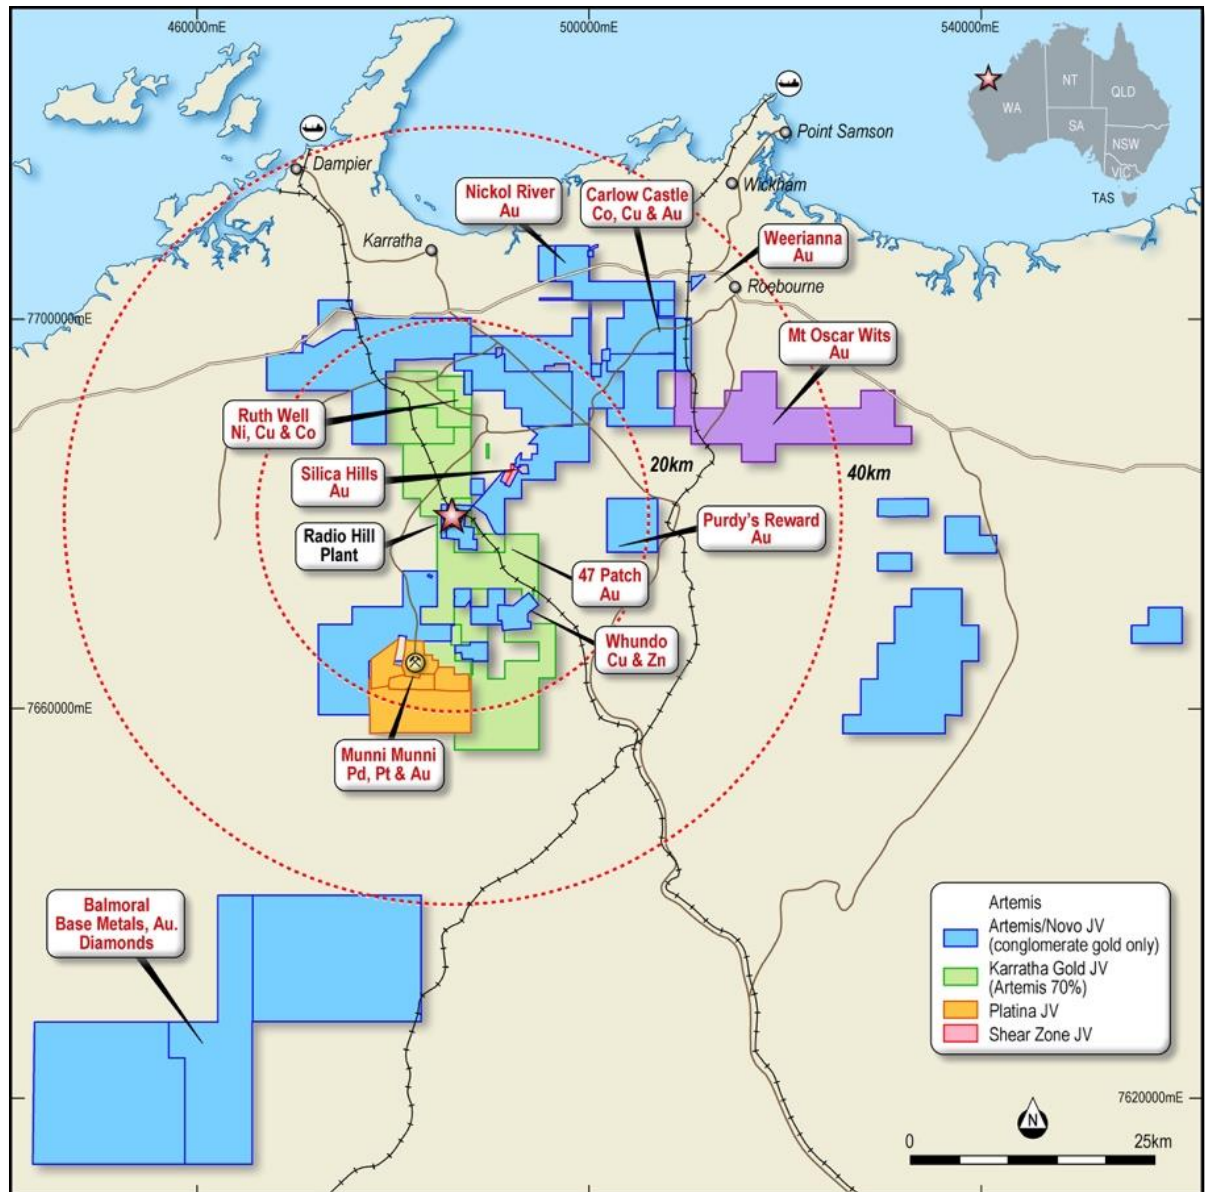 460000mE
500000mE
540000mE
NT
WA
QLD
SA
NSW
VIC
TAS
Point Samson
Dampier
Wickham
Nickol River
Au
Carlow Castle
Co, Cu & Au
Karratha
Weerianna
Au
Roebourne
7700000mE
Mt Oscar Wits
Au
Ruth Well
Ni, Cu & Co
Silica Hills
Au
20km
40km
Radio Hill
Plant
Purdy's Reward
Au
47 Patch
Au
Whundo
Cu & Zn
7660000mE
Munni Munni
Pd, Pt & Au
Balmoral
Base Metals, Au.
Diamonds
Artemis
Artemis/Novo JV
(conglomerate gold only)
Karratha Gold JV
(Artemis 70%)
Platina JV
Shear Zone JV
7620000mE
N
0
25km